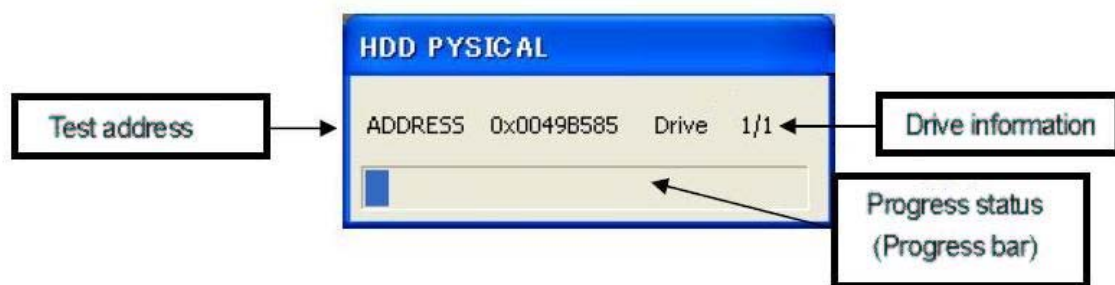 HDD PYSICAL
Test address
ADDRESS 0x0049B585 Drive 1/1
Drive information
Progress status
(Progress bar)